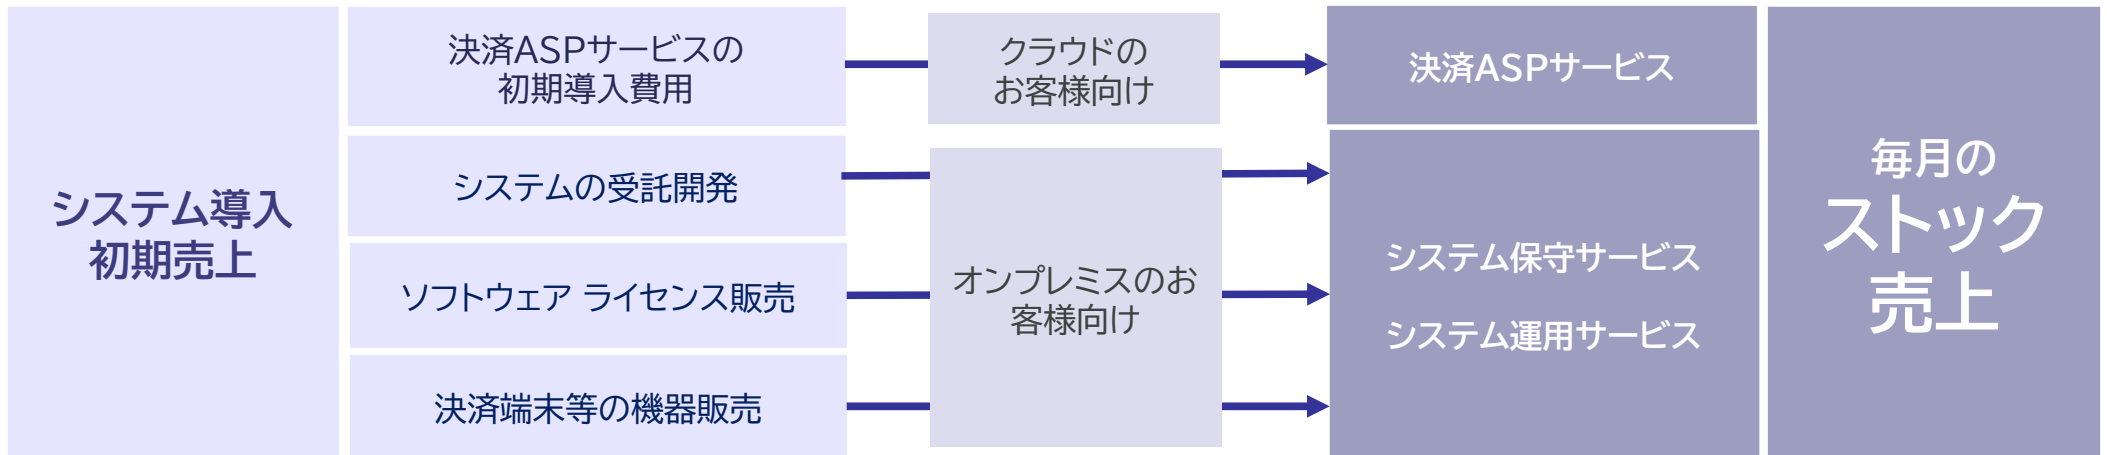 システム導入
初期売上
決済ASPサービスの
初期導入費用
システムの受託開発
ソフトウェア ライセンス販売
決済端末等の機器販売
クラウドの
お客様向け
オンプレミスのお
客様向け
決済ASPサービス
システム保守サービス
システム運用サービス
毎月の
ストック
売上